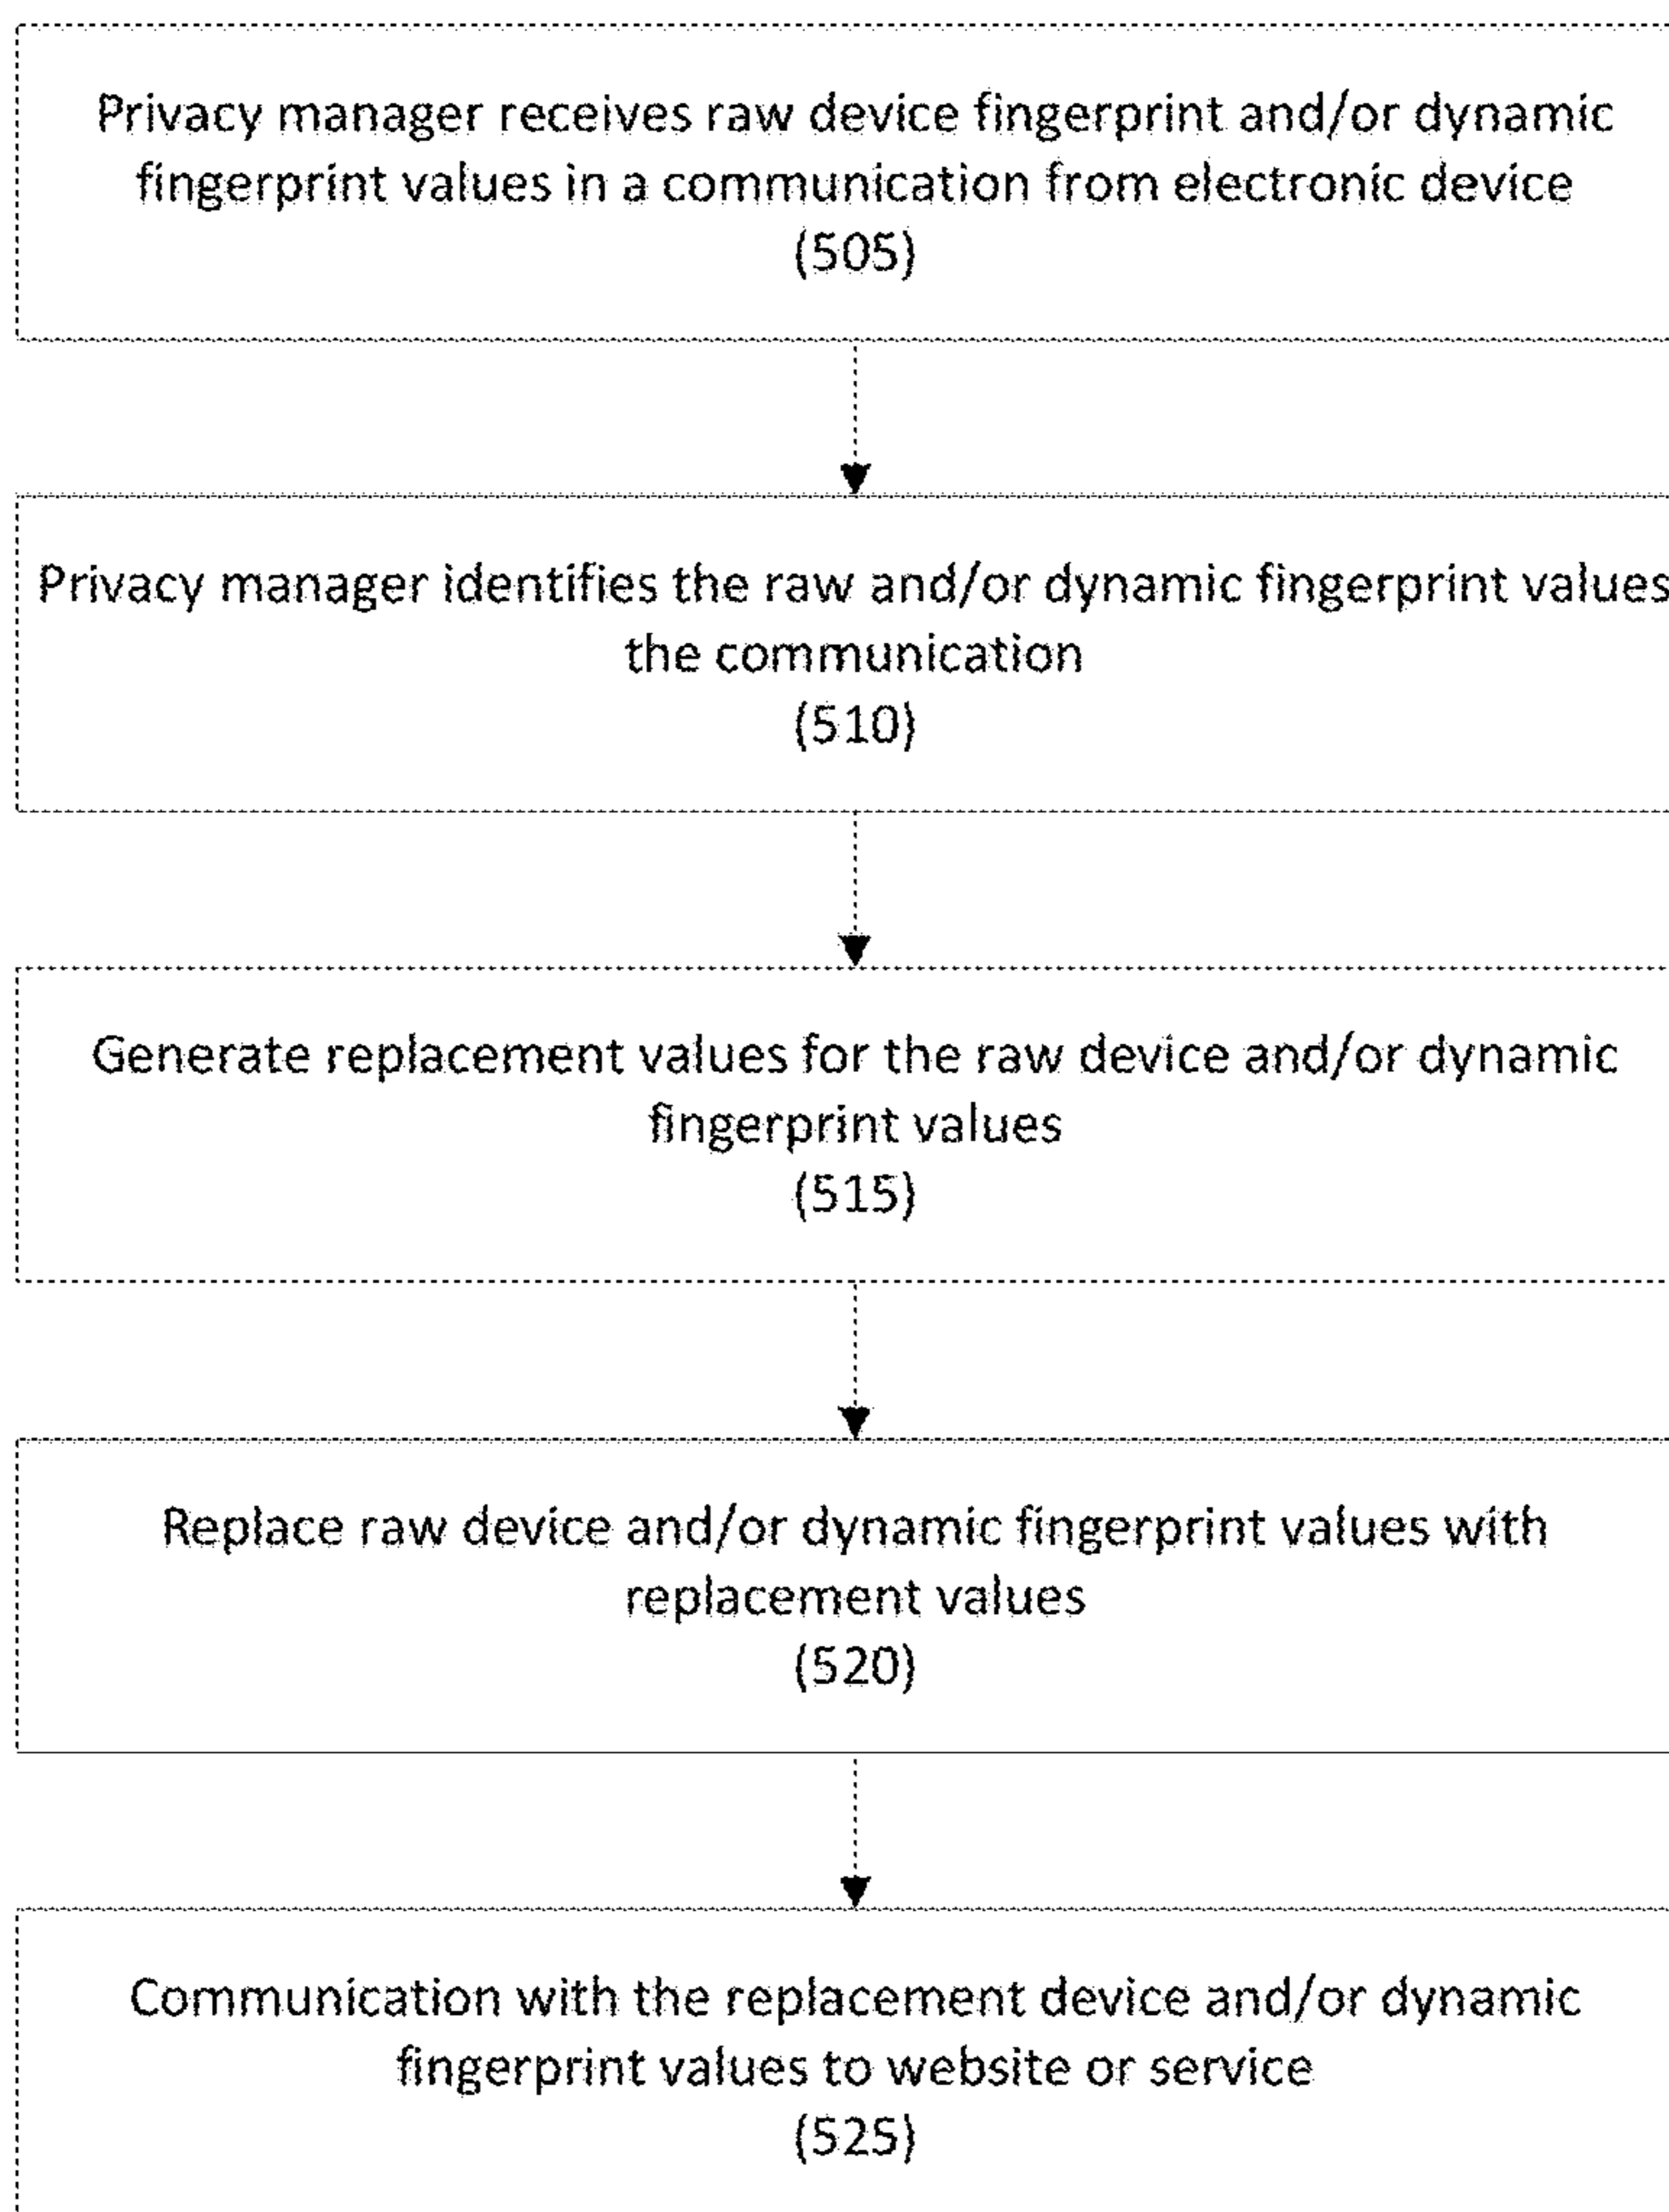 Privacy manager receives raw device fingerprint and/or dynamic
fingerprint values in a communication from electronic device
(505)
Privacy manager identifies the raw and/or dynamic fingerprint values
the communication
(510)
Generate replacement values for the raw device and/or dynamic
fingerprint values
(515)
Replace raw device and/or dynamic fingerprint values with
replacement values
(520)
Communication with the replacement device and/or dynamic
fingerprint values to website or service
(525)